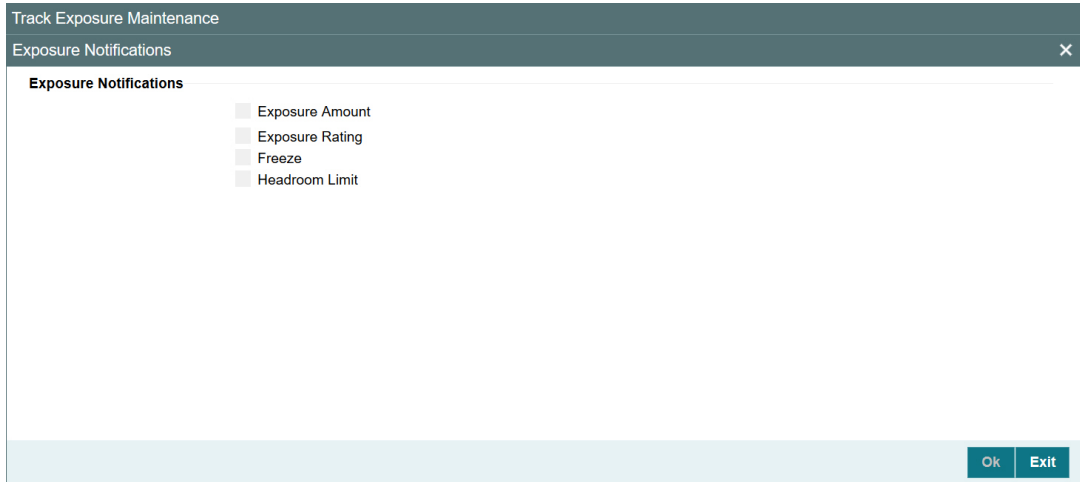 Track Exposure Maintenance
Exposure Notifications
Exposure Notifications
Exposure Amount
Exposure Rating
Freeze
Headroom Limit
Ok Exit